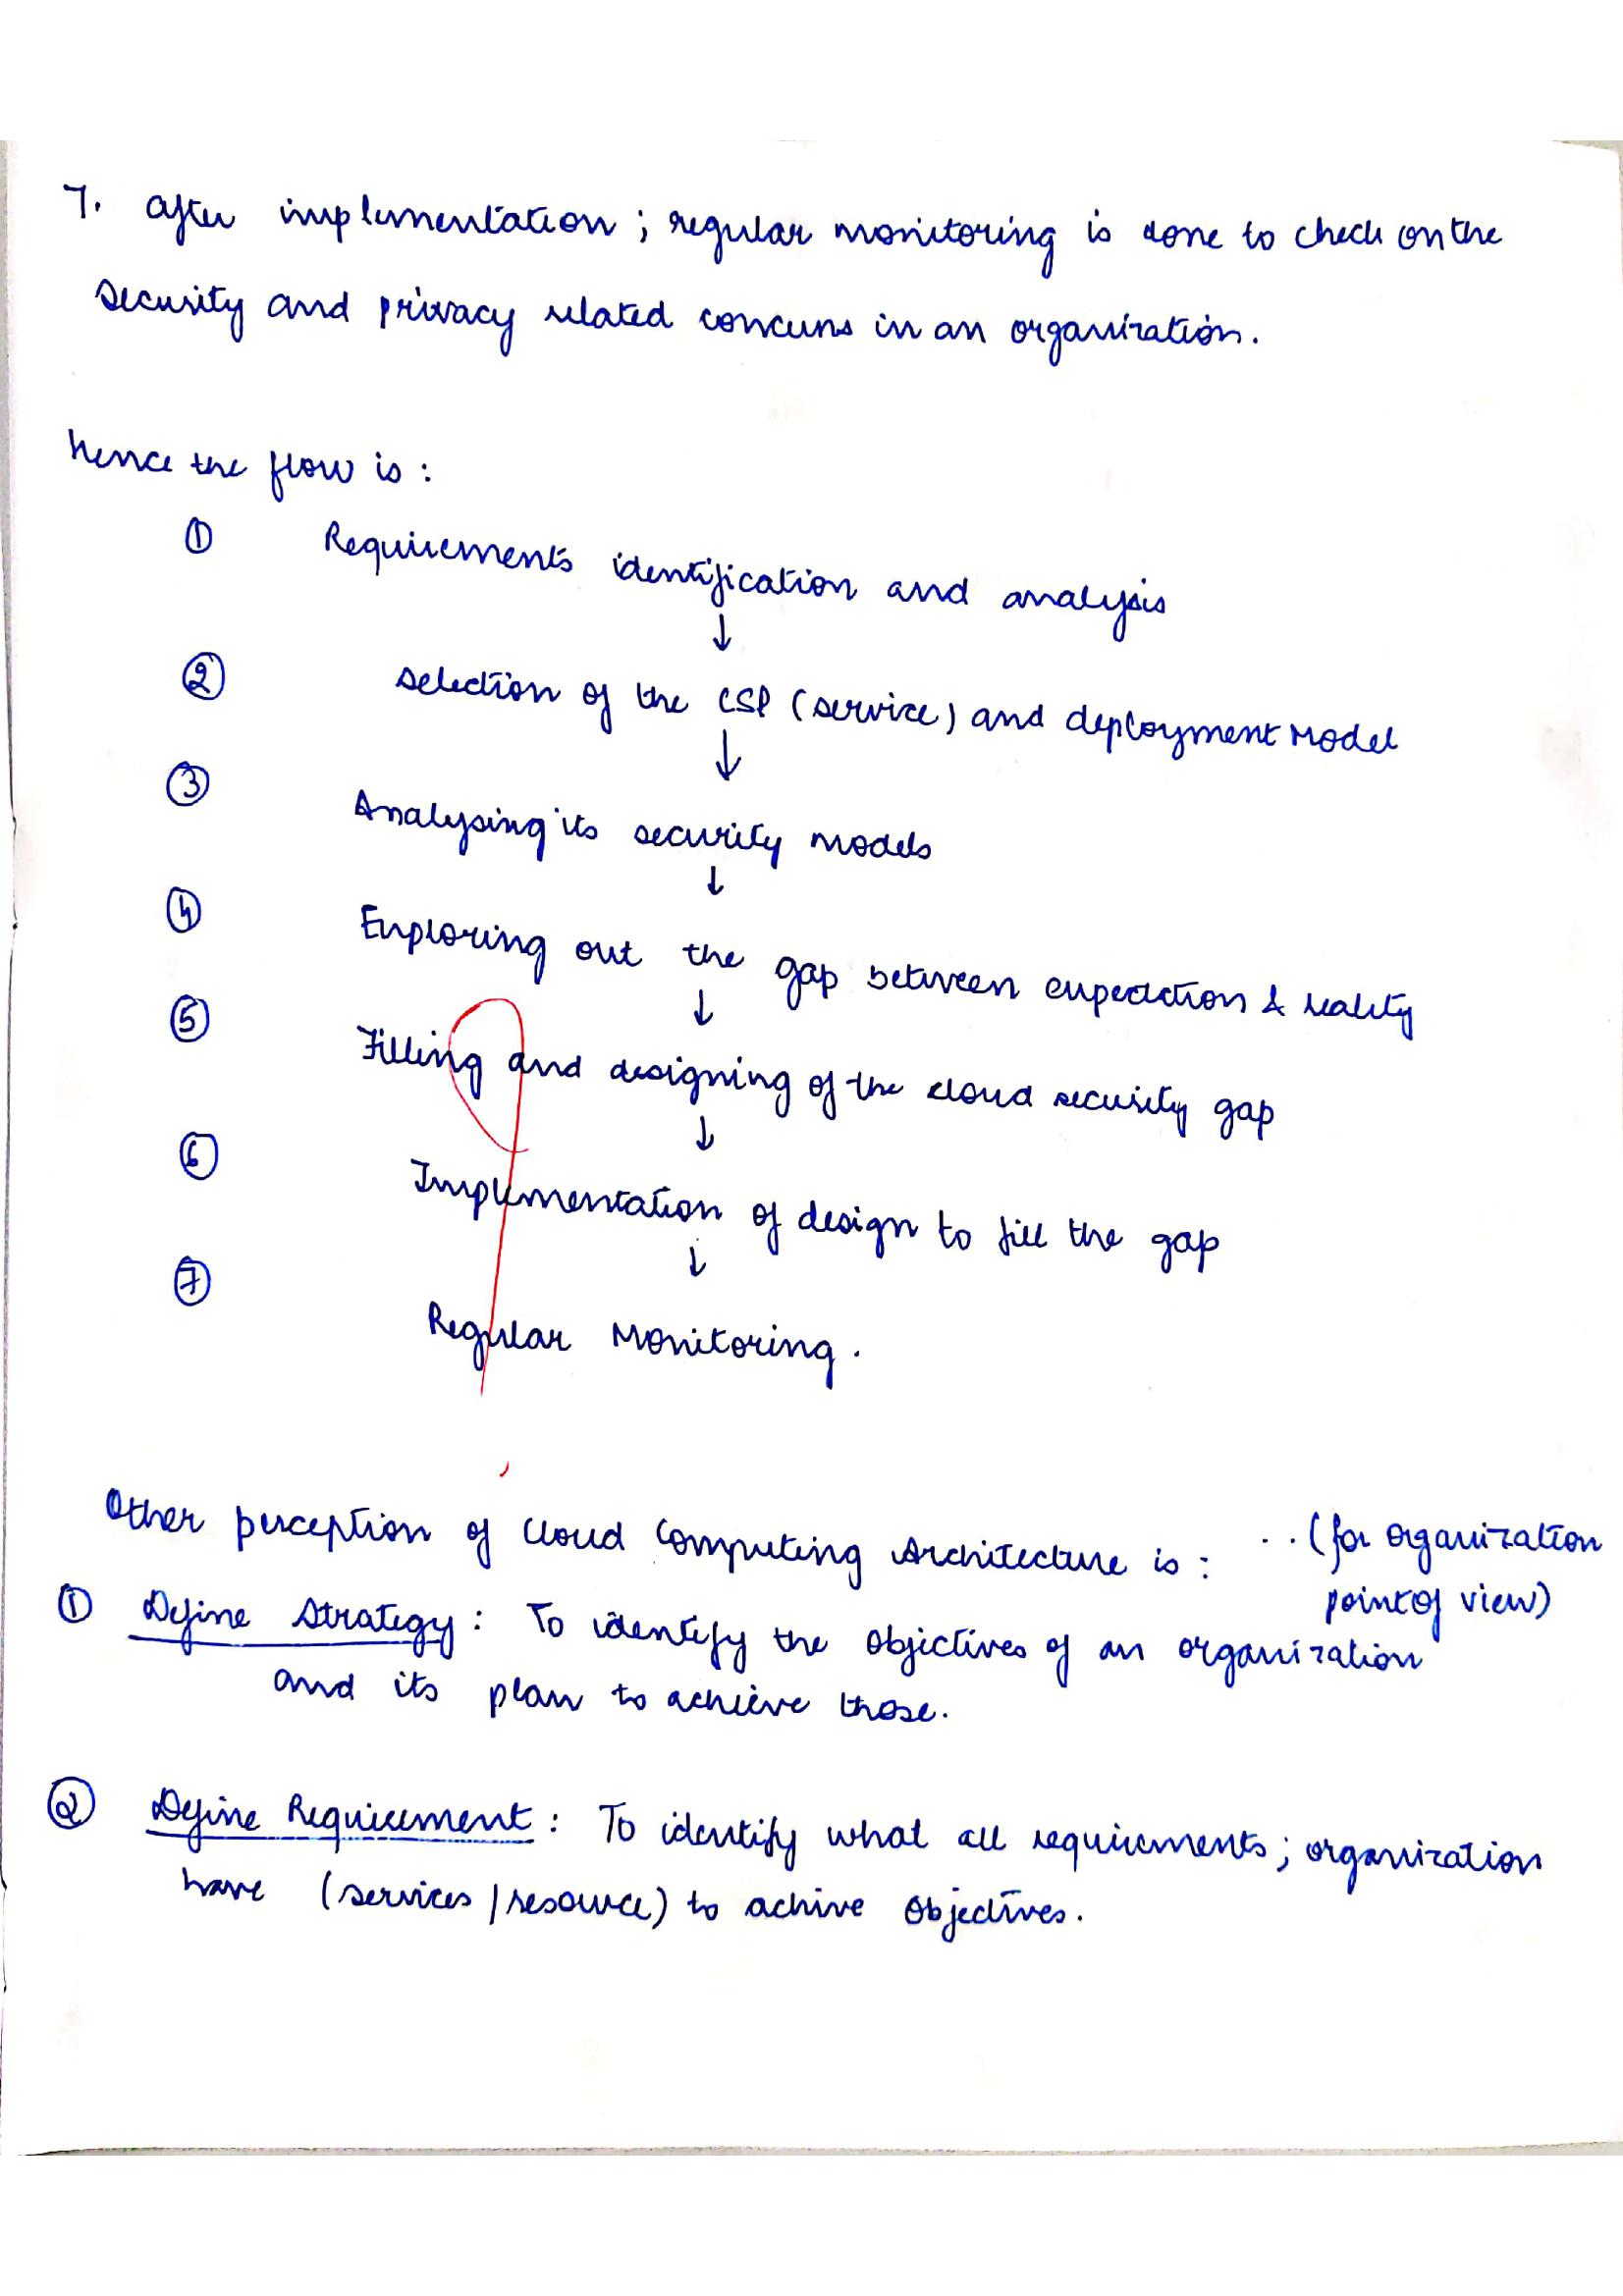 7. after implementation ; regular monitoring is done to check on the
security and privacy related concerns in an organization.
Hence the flow is :
① Requirements identification and analysis
↓
② selection of the CSP (service) and deployment Model
↓
③ Analysing its security models
↓
④ Exploring out the gap between expectation & reality
↓
⑤ Filling and designing of the cloud security gap
↓
⑥ Implementation of design to fill the gap
↓
⑦ Regular Monitoring.
Other perception of Cloud Computing Architecture is : .. (for organization
point of view)
① Define Strategy : To identify the objectives of an organization
and its plan to achieve those.
② Define Requirement : To identify what all requirements ; organization
have (services / resource) to achive objectives.